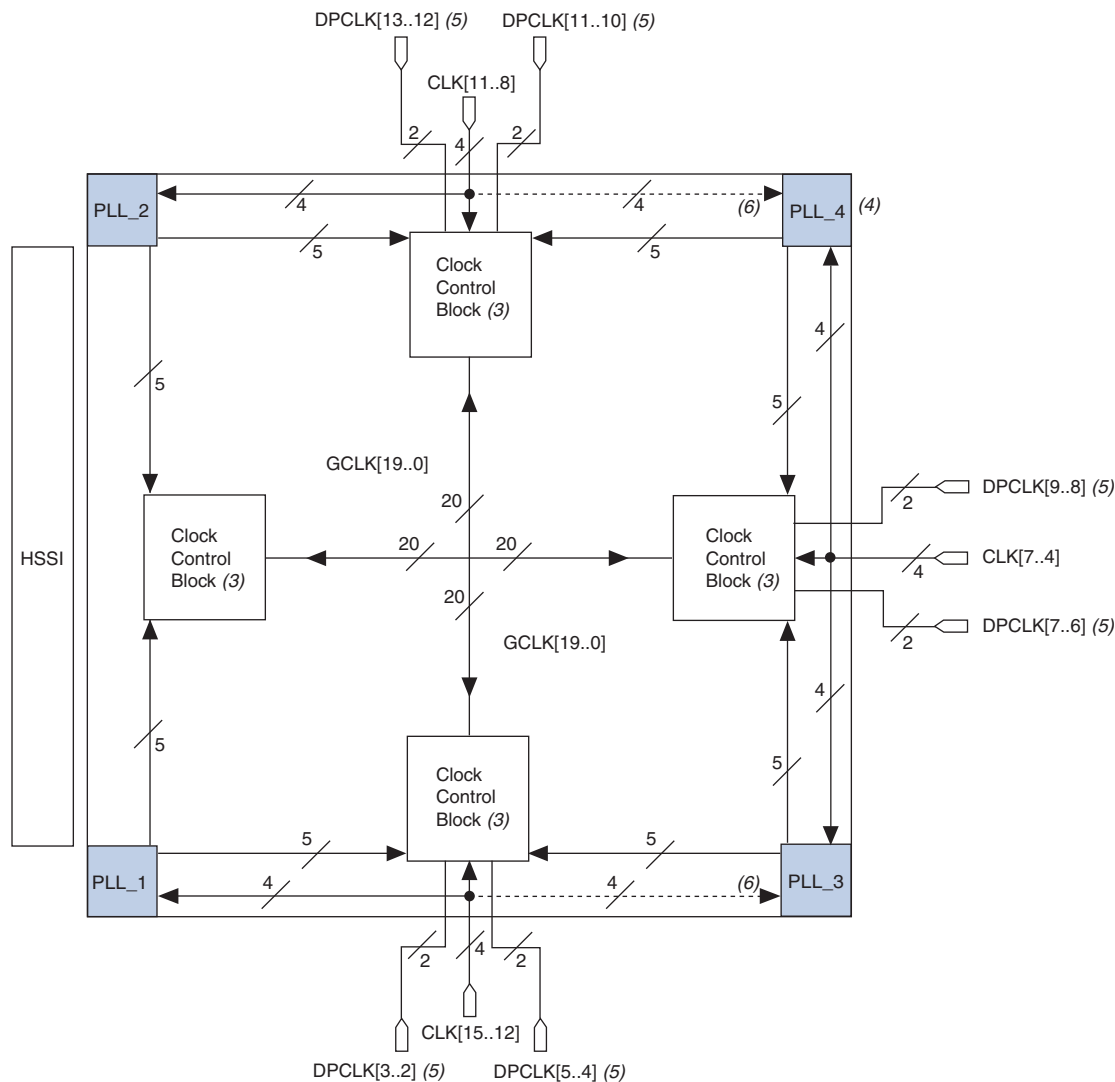 DPCLK[13..12] (5)
DPCLK[11..10] (5)
CLK[11..8]
2
4
2
PLL_2
4
4
(6)
PLL_4
(4)
5
5
Clock
Control
Block (3)
4
5
5
GCLK[19..0]
20
HSSI
Clock
Control
Block (3)
20
20
Clock
Control
Block (3)
2
DPCLK[9..8] (5)
4
CLK[7..4]
2
DPCLK[7..6] (5)
20
GCLK[19..0]
4
5
5
Clock
Control
Block (3)
5
5
PLL_1
4
4
(6)
PLL_3
2
4
2
CLK[15..12]
DPCLK[3..2] (5)
DPCLK[5..4] (5)